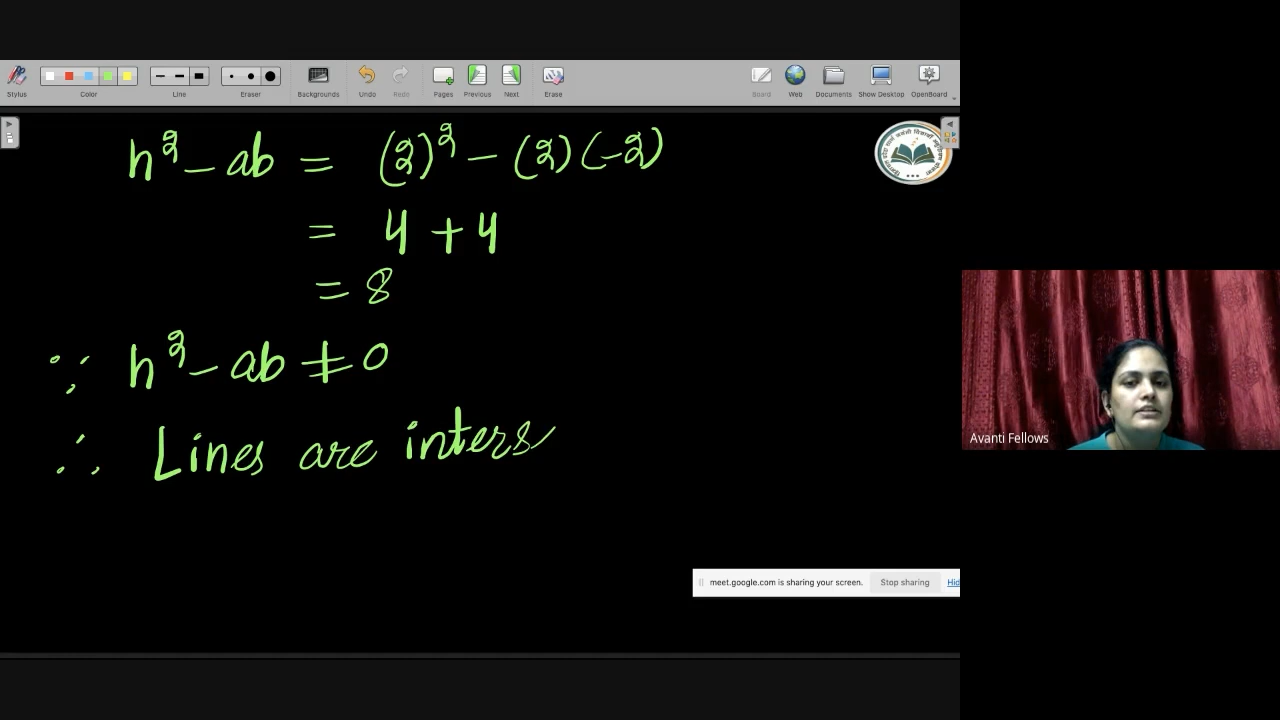 Stylus Color Line Eraser Backgrounds Undo Redo Pages Previous Next Erase Board Web Documents Show Desktop OpenBoard
h² - ab = (2)² - (2)(-2)
= 4 + 4
= 8
∵ h² - ab ≠ 0
∴ Lines are inters
Avanti Fellows
meet.google.com is sharing your screen. Stop sharing Hid